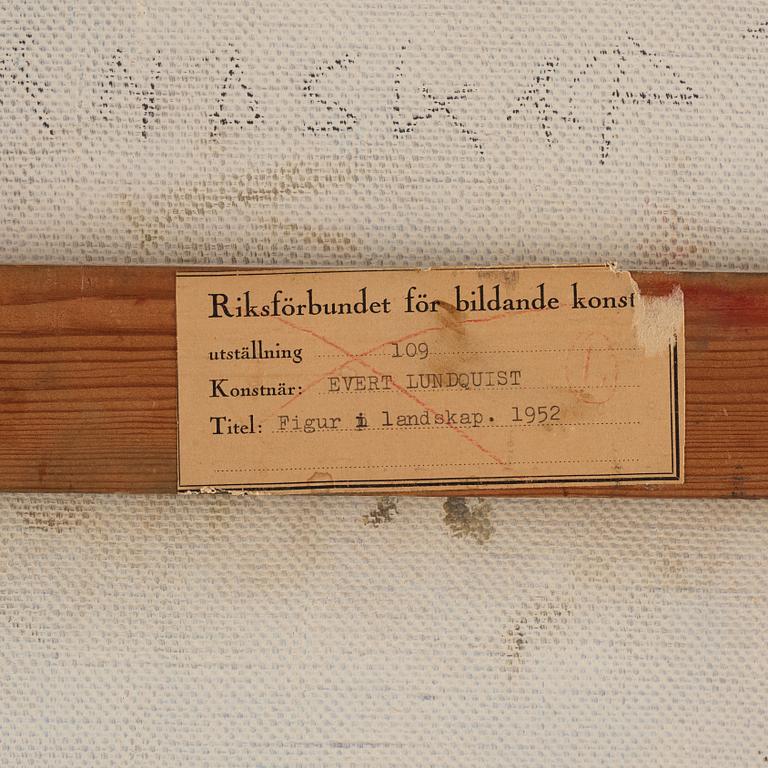 Riksförbundet för bildande konst
utställning 109
Konstnär: EVERT LUNDQUIST
Titel: Figur i landskap. 1952